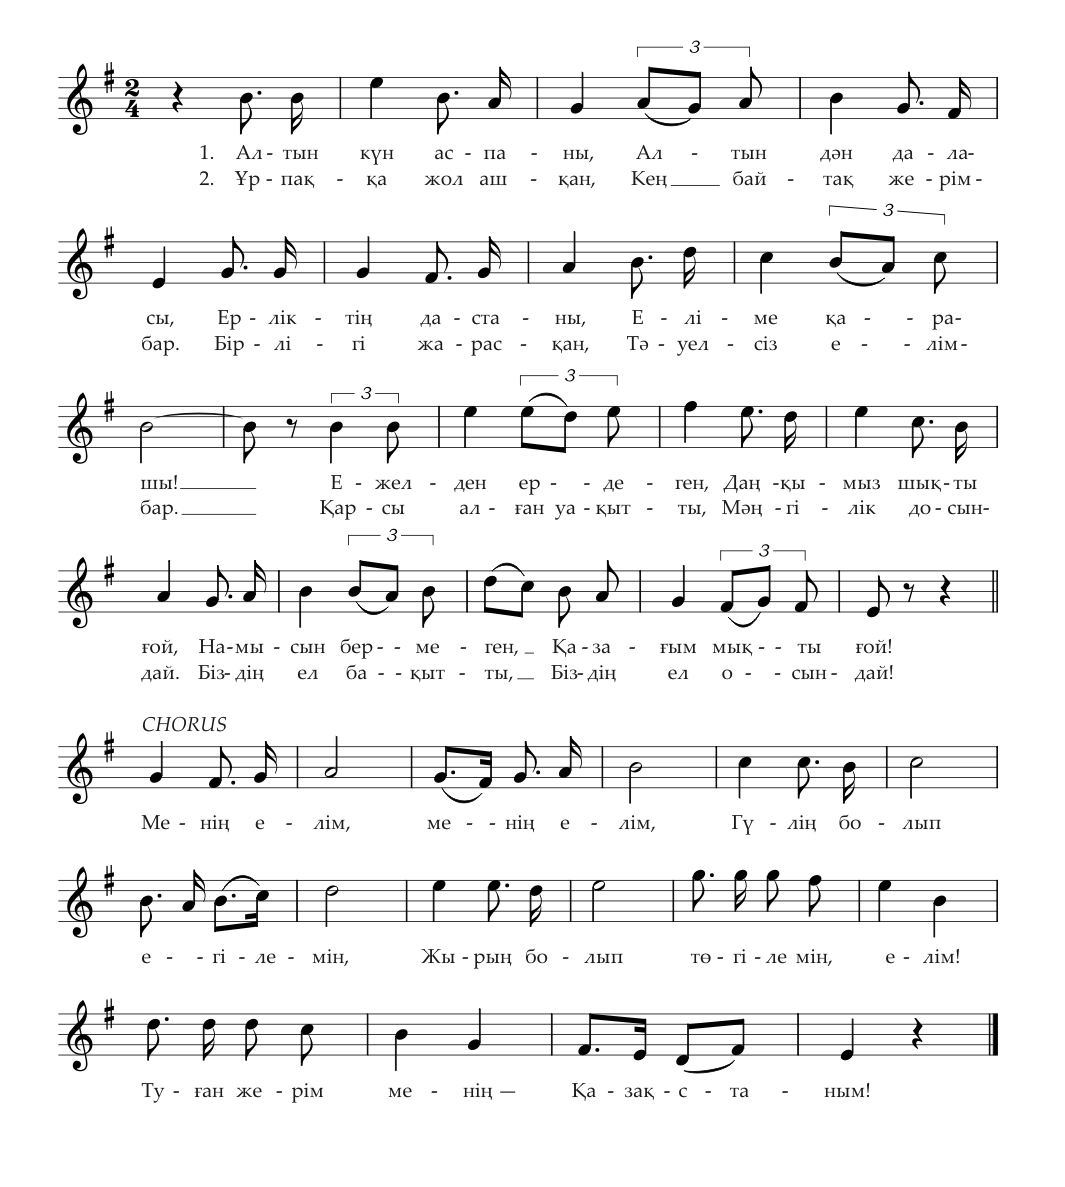 3
1. Ал - тын күн ас - па - ны, Ал - тын дән да - ла-
2. Ұр - пақ - қа жол аш - қан, Кең бай - тақ же - рім -
3
сы, Ер - лік - тің да - ста - ны, Е - лі - ме қа - - ра-
бар. Бір - лі - гі жа - рас - қан, Тә - уел - сіз е - - лім-
3 3
шы! Е - жел - ден ер - - де - ген, Даң -қы - мыз шық- ты
бар. Қар - сы ал - ған уа - қыт - ты, Мәң - гі - лік до - сын-
3 3
ғой, На-мы - сын бер - - ме - ген, Қа - за - ғым мық - - ты ғой!
дай. Біз- дің ел ба - - қыт - ты, Біз- дің ел о - - сын - дай!
CHORUS
Ме - нің е - лім, ме - - нің е - лім, Гү - лің бо - лып
е - - гі - ле - мін, Жы - рың бо - лып тө - гі - ле мін, е - лім!
Ту - ған же - рім ме - нің — Қа - зақ - с - та - ным!